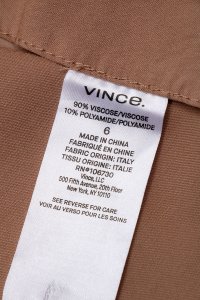 VINCE.
90% VISCOSE/VISCOSE
10% POLYAMIDE/POLYAMIDE
6
MADE IN CHINA
FABRIQUÉ EN CHINE
FABRIC ORIGIN: ITALY
TISSU ORIGINE: ITALIE
RN#106730
Vince, LLC
500 Fifth Avenue, 20th Floor
New York, NY 10110
SEE REVERSE FOR CARE
VOIR AU VERSO POUR LES SOINS